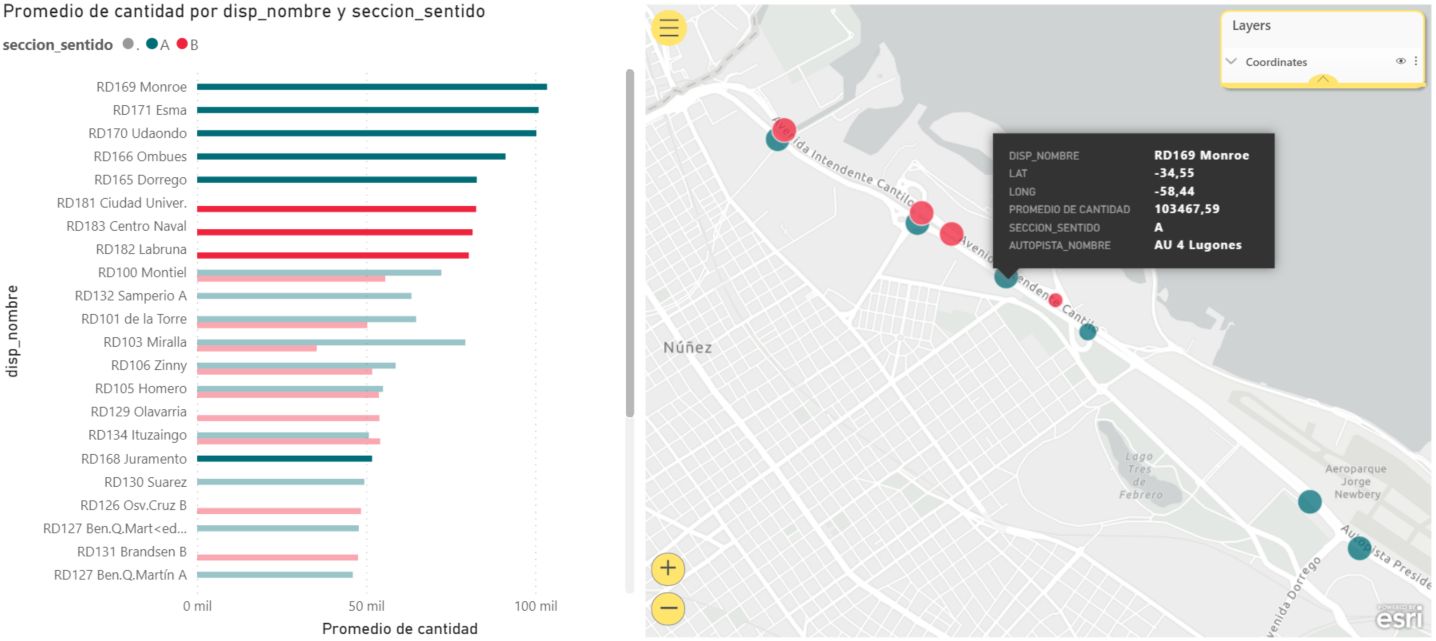 Promedio de cantidad por disp_nombre y seccion_sentido
seccion_sentido . A B
disp_nombre
RD169 Monroe
RD171 Esma
RD170 Udaondo
RD166 Ombues
RD165 Dorrego
RD181 Ciudad Univer.
RD183 Centro Naval
RD182 Labruna
RD100 Montiel
RD132 Samperio A
RD101 de la Torre
RD103 Miralla
RD106 Zinny
RD105 Homero
RD129 Olavarria
RD134 Ituzaingo
RD168 Juramento
RD130 Suarez
RD126 Osv.Cruz B
RD127 Ben.Q.Mart<ed...
RD131 Brandsen B
RD127 Ben.Q.Martín A
0 mil 50 mil 100 mil
Promedio de cantidad
Layers
Coordinates
Avenida Intendente Cantilo
DISP_NOMBRE RD169 Monroe
LAT -34,55
LONG -58,44
PROMEDIO DE CANTIDAD 103467,59
SECCION_SENTIDO A
AUTOPISTA_NOMBRE AU 4 Lugones
Avenida Intendente Cantilo
Núñez
Lago
Tres
de
Febrero
Aeroparque
Jorge
Newbery
Autopista Preside
venida Dorrego
POWERED BY
esri